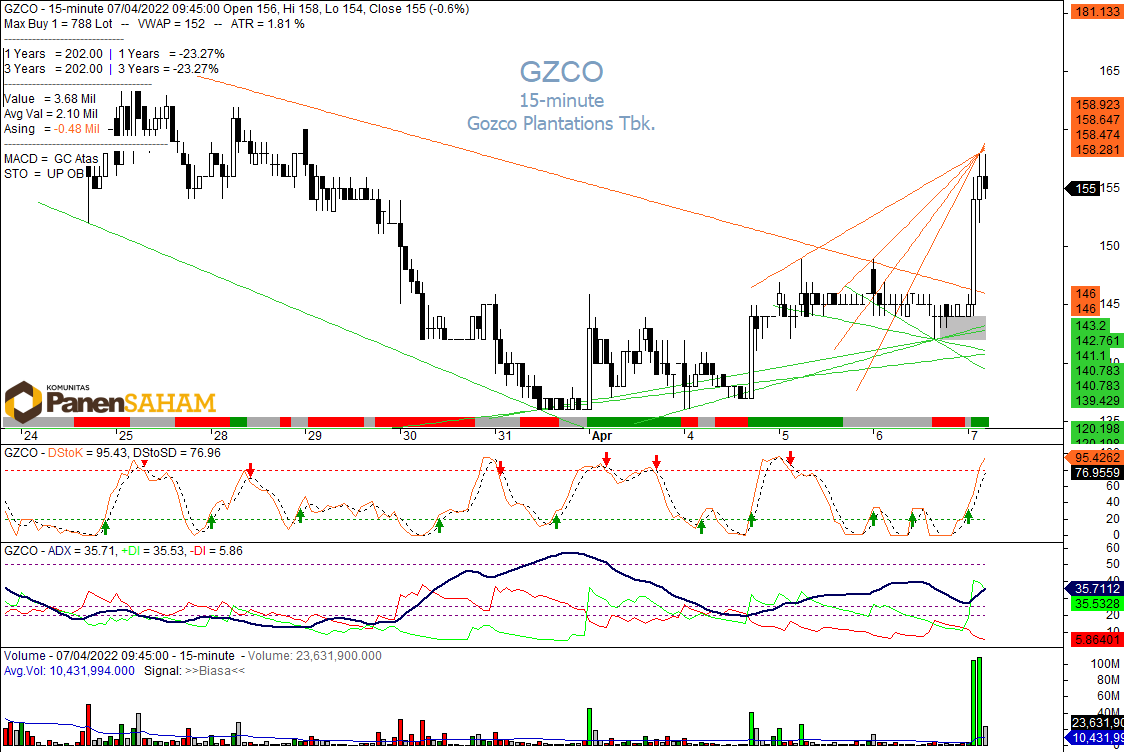 GZCO - 15-minute 07/04/2022 09:45:00 Open 156, Hi 158, Lo 154, Close 155 (-0.6%)
Max Buy 1 = 788 Lot -- VWAP = 152 -- ATR = 1.81 %
1 Years = 202.00 | 1 Years = -23.27%
3 Years = 202.00 | 3 Years = -23.27%
Value = 3.68 Mil
Avg Val = 2.10 Mil
Asing = -0.48 Mil
MACD = GC Atas
STO = UP OB
GZCO
15-minute
Gozco Plantations Tbk.
181.133
165
158.923
158.647
158.474
158.281
155
155
150
146
146
145
143.2
142.761
141.1
140.783
140.783
139.429
120.198
KOMUNITAS
PanenSAHAM
24 25 28 29 30 31 Apr 4 5 6 7
GZCO - DStoK = 95.43, DStoSD = 76.96
95.4262
76.9559
60
40
20
0
GZCO - ADX = 35.71, +DI = 35.53, -DI = 5.86
60
50
35.7112
35.5328
20
5.86401
Volume - 07/04/2022 09:45:00 - 15-minute - Volume: 23,631,900.000
Avg.Vol: 10,431,994.000 Signal: >>Biasa<<
100M
80M
60M
40M
23,631,90
10,431,99